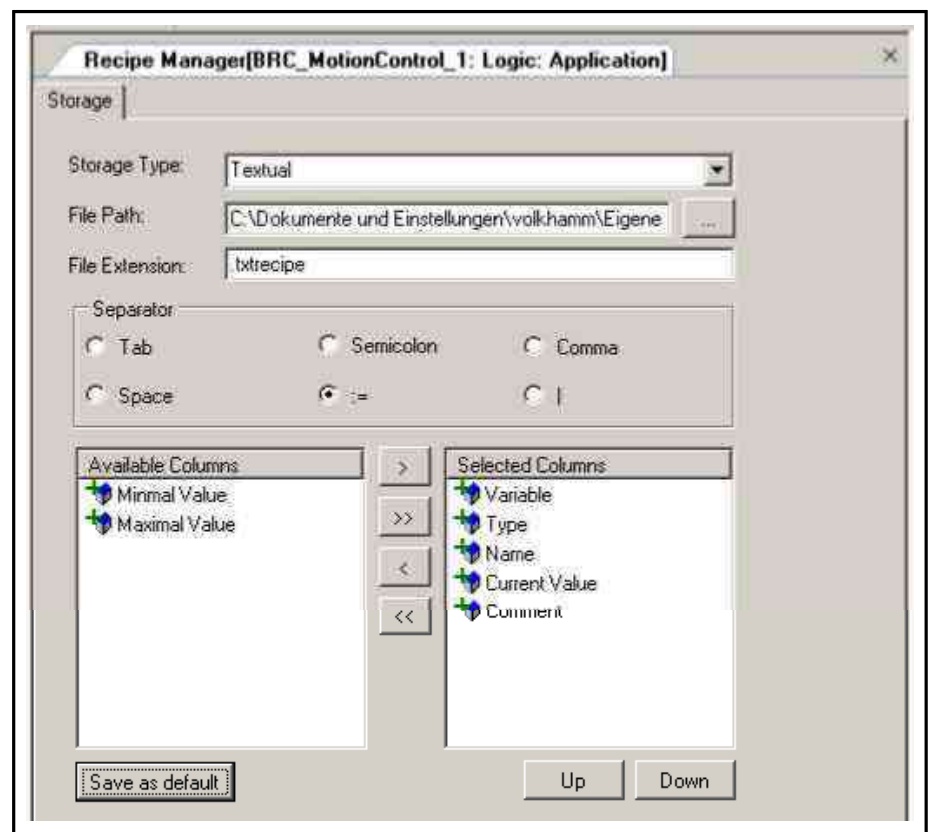 Recipe Manager[BRC_MotionControl_1: Logic: Application]
Storage
Storage Type: Textual
File Path: C:\Dokumente und Einstellungen\volkhamm\Eigene ...
File Extension: .txtrecipe
Separator
Tab Semicolon Comma
Space := |
Available Columns
Minmal Value
Maximal Value
>
>>
<
<<
Selected Columns
Variable
Type
Name
Current Value
Comment
Save as default Up Down